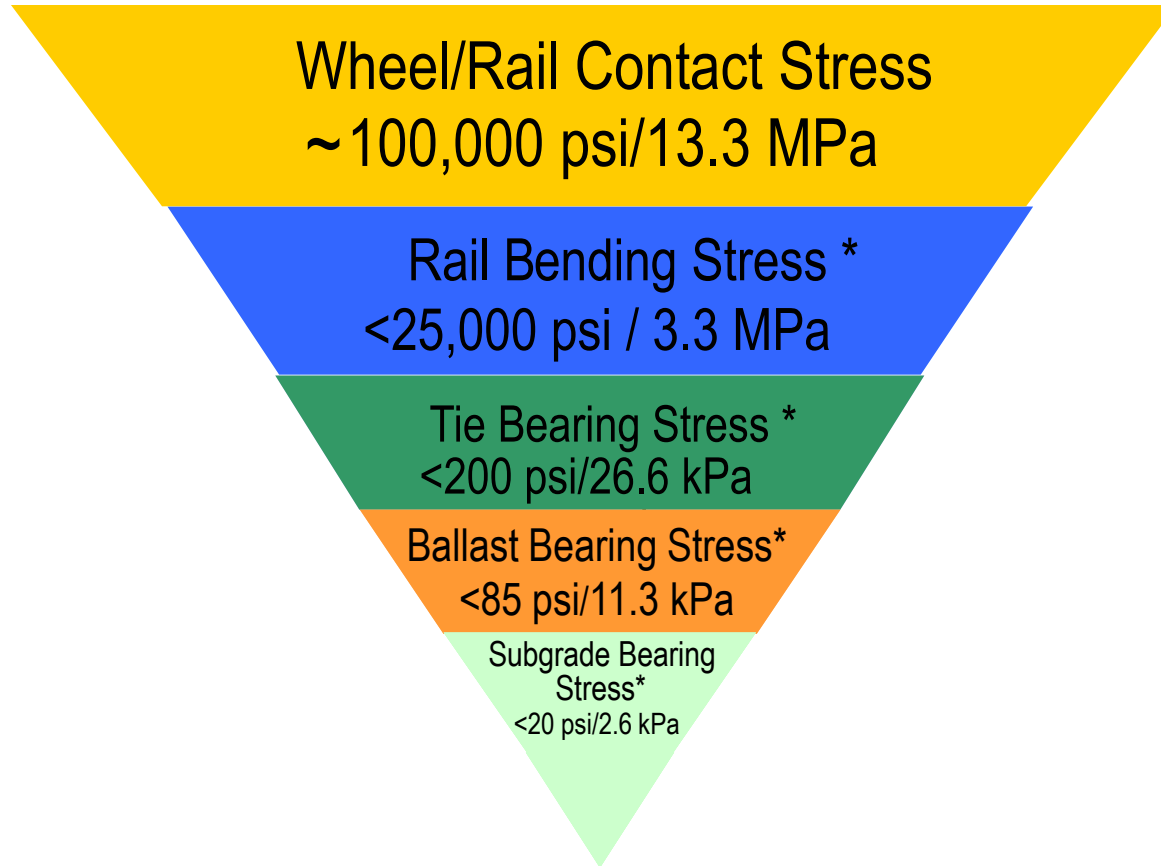 Wheel/Rail Contact Stress
~100,000 psi/13.3 MPa
Rail Bending Stress *
<25,000 psi / 3.3 MPa
Tie Bearing Stress *
<200 psi/26.6 kPa
Ballast Bearing Stress*
<85 psi/11.3 kPa
Subgrade Bearing
Stress*
<20 psi/2.6 kPa